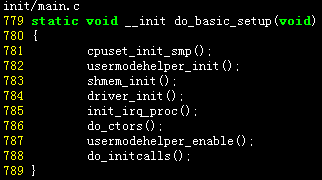 init/main.c
779 static void __init do_basic_setup(void)
780 {
781         cpuset_init_smp();
782         usermodehelper_init();
783         shmem_init();
784         driver_init();
785         init_irq_proc();
786         do_ctors();
787         usermodehelper_enable();
788         do_initcalls();
789 }